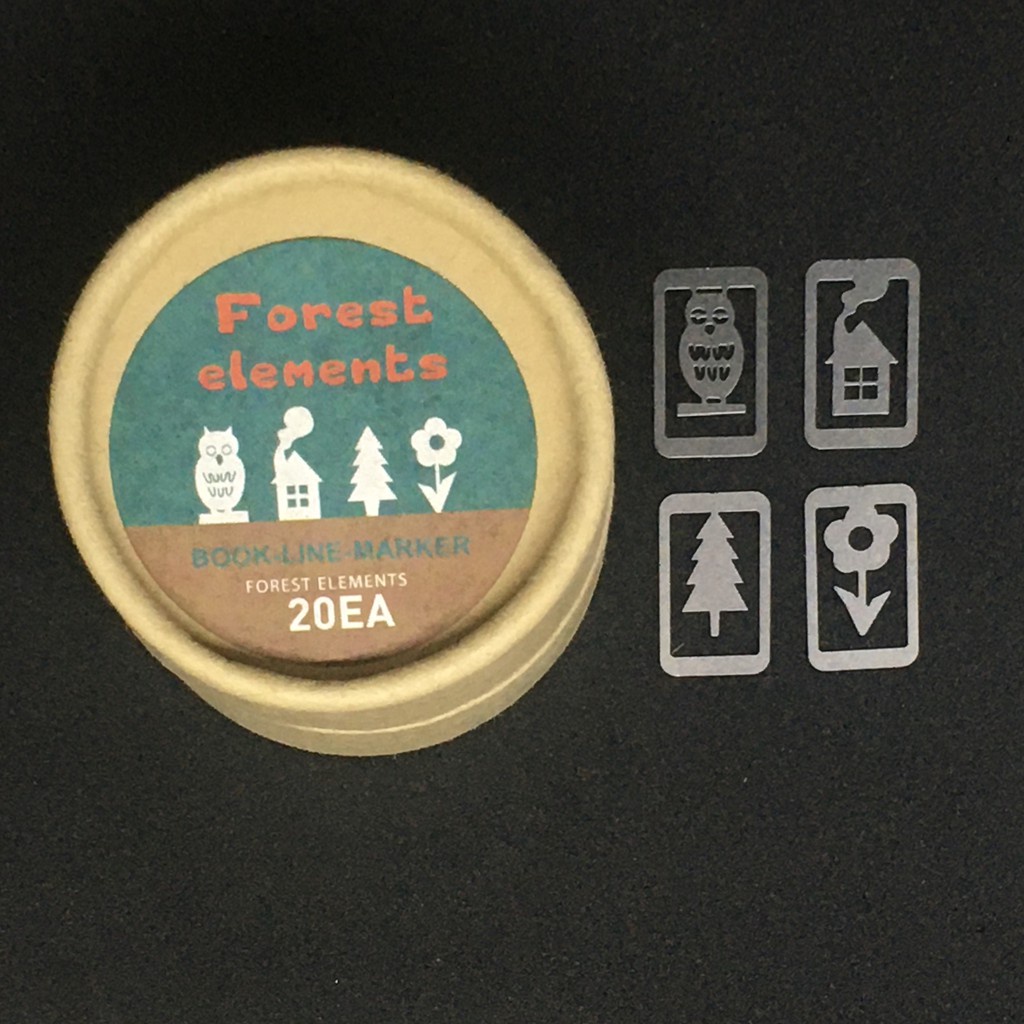 Forest
elements
BOOK-LINE-MARKER
FOREST ELEMENTS
20EA